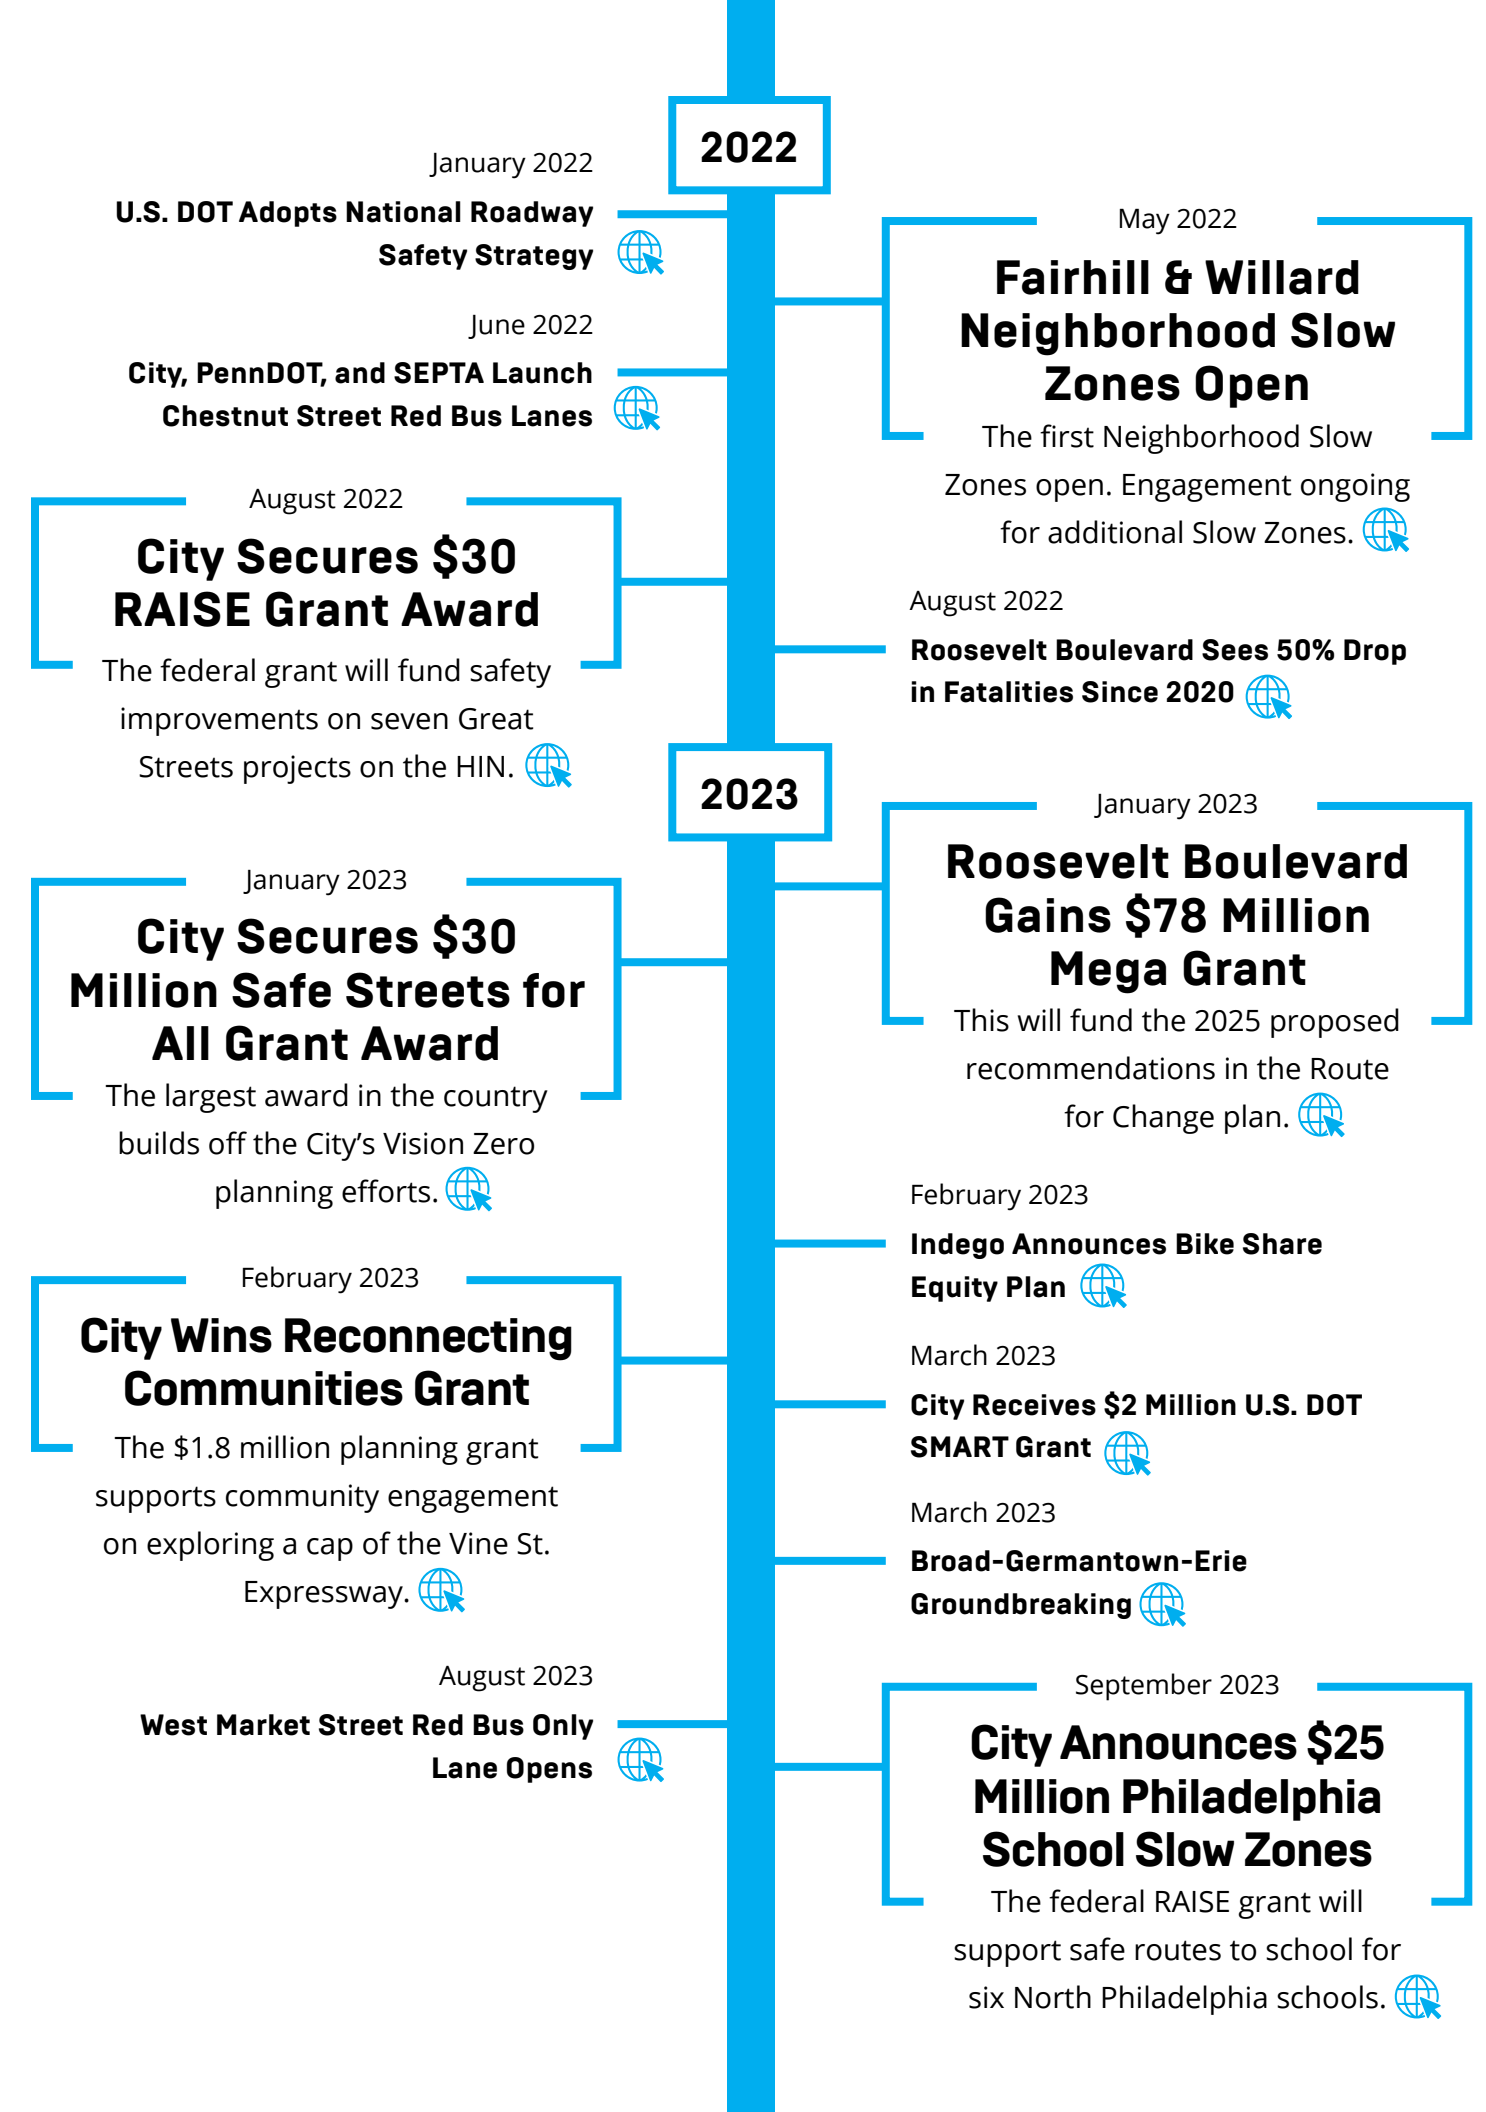 2022
January 2022
U.S. DOT Adopts National Roadway
Safety Strategy
May 2022
Fairhill & Willard
Neighborhood Slow
Zones Open
The first Neighborhood Slow
Zones open. Engagement ongoing
for additional Slow Zones.
June 2022
City, PennDOT, and SEPTA Launch
Chestnut Street Red Bus Lanes
August 2022
City Secures $30
RAISE Grant Award
The federal grant will fund safety
improvements on seven Great
Streets projects on the HIN.
August 2022
Roosevelt Boulevard Sees 50% Drop
in Fatalities Since 2020
2023
January 2023
Roosevelt Boulevard
Gains $78 Million
Mega Grant
This will fund the 2025 proposed
recommendations in the Route
for Change plan.
January 2023
City Secures $30
Million Safe Streets for
All Grant Award
The largest award in the country
builds off the City’s Vision Zero
planning efforts.
February 2023
Indego Announces Bike Share
Equity Plan
February 2023
City Wins Reconnecting
Communities Grant
The $1.8 million planning grant
supports community engagement
on exploring a cap of the Vine St.
Expressway.
March 2023
City Receives $2 Million U.S. DOT
SMART Grant
March 2023
Broad-Germantown-Erie
Groundbreaking
August 2023
West Market Street Red Bus Only
Lane Opens
September 2023
City Announces $25
Million Philadelphia
School Slow Zones
The federal RAISE grant will
support safe routes to school for
six North Philadelphia schools.